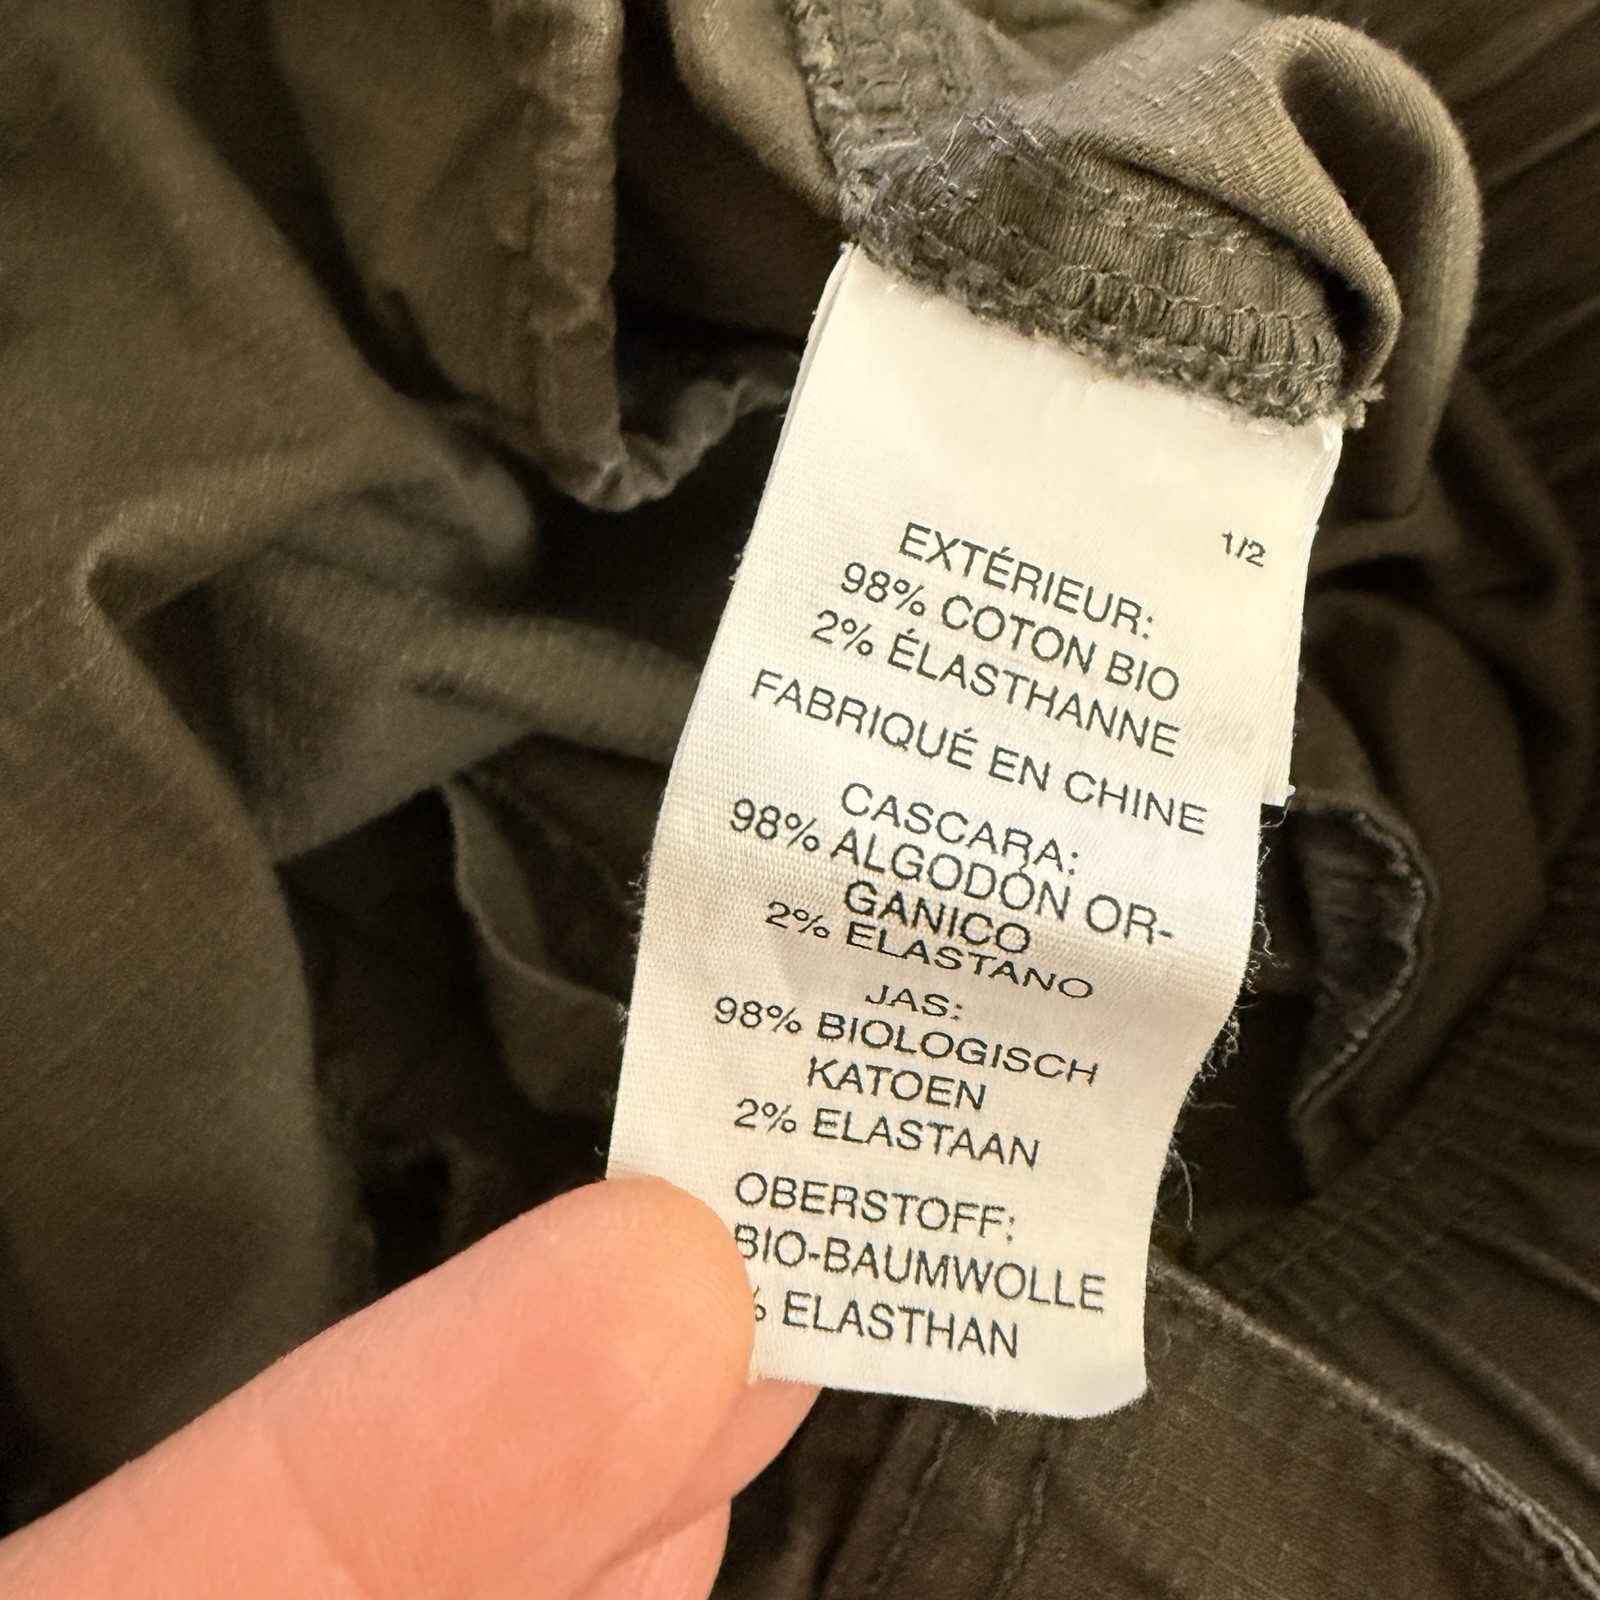 1/2
EXTÉRIEUR:
98% COTON BIO
2% ÉLASTHANNE
FABRIQUÉ EN CHINE
CASCARA:
98% ALGODÓN OR-
GANICO
2% ELASTANO
JAS:
98% BIOLOGISCH
KATOEN
2% ELASTAAN
OBERSTOFF:
BIO-BAUMWOLLE
% ELASTHAN